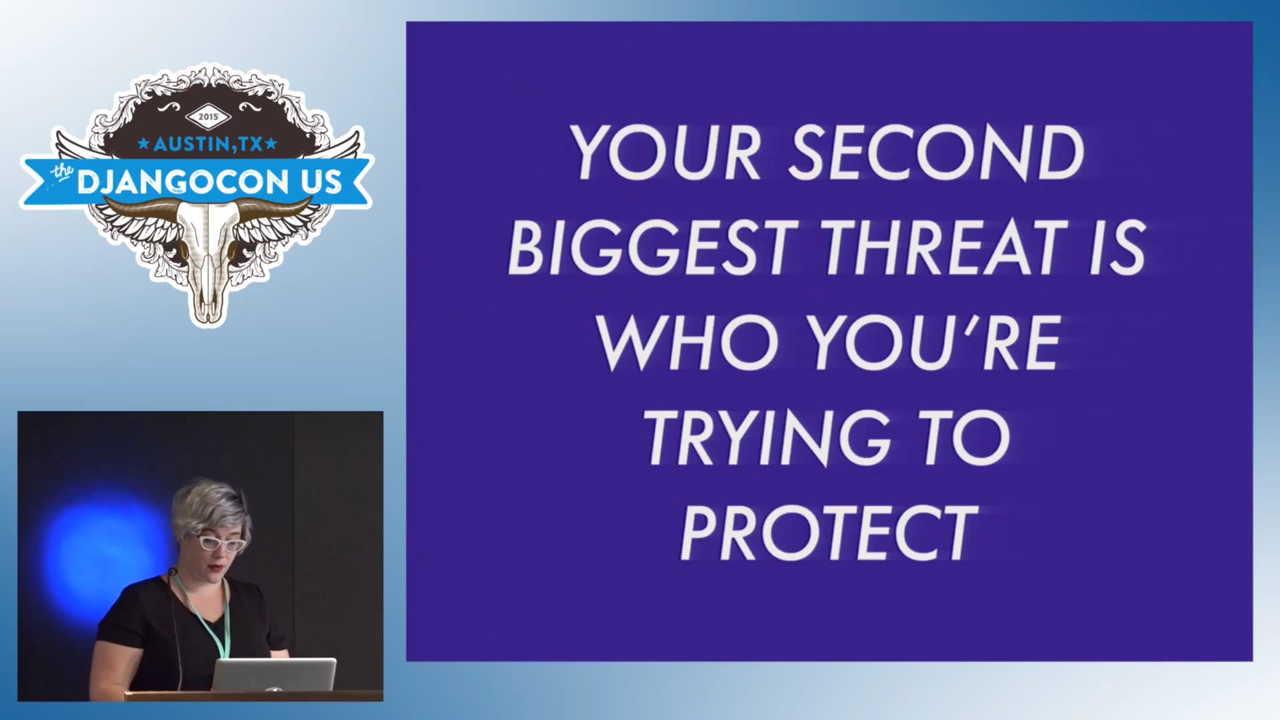 2015
AUSTIN,TX
the
DJANGOCON US
YOUR SECOND
BIGGEST THREAT IS
WHO YOU'RE
TRYING TO
PROTECT